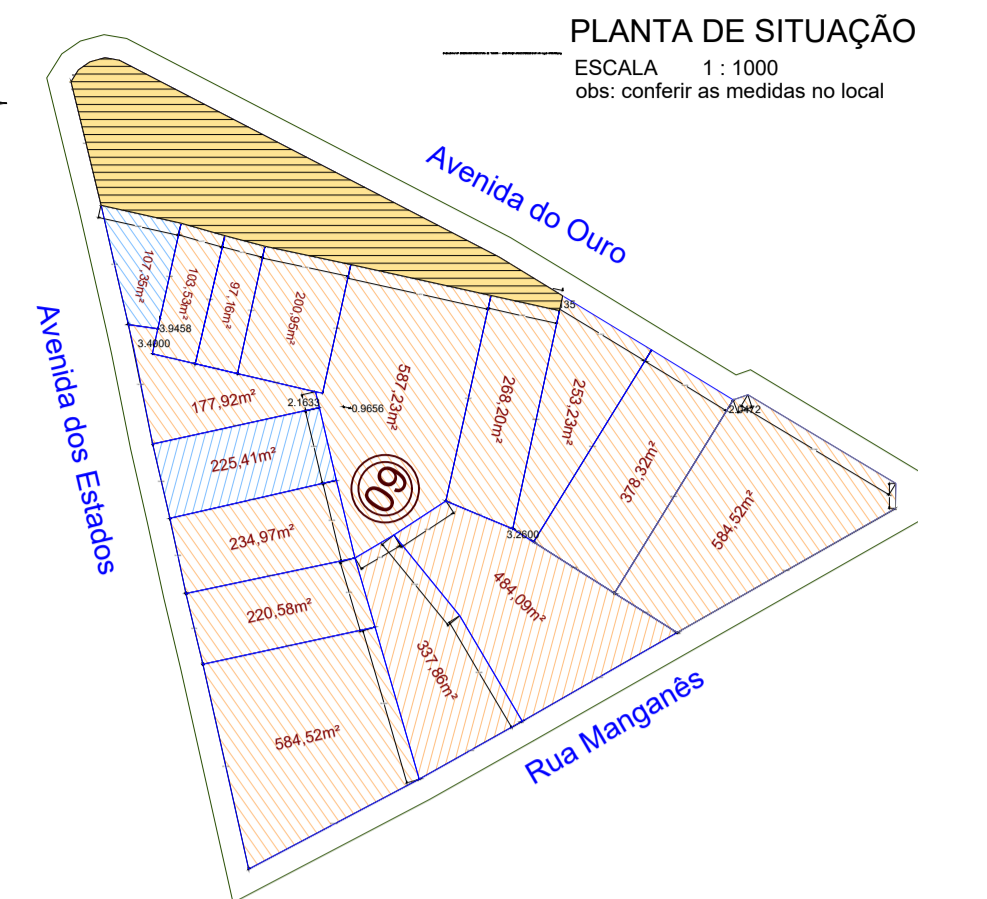 PLANTA DE SITUAÇÃO
ESCALA 1 : 1000
obs: conferir as medidas no local
Avenida do Ouro
Avenida dos Estados
Rua Manganês
107,35m²
103,53m²
97,16m²
200,95m²
587,23m²
268,20m²
253,23m²
378,32m²
584,52m²
35
3.9458
3.4000
177,92m²
2.1633
0.9656
225,41m²
09
234,97m²
3.2600
220,58m²
484,09m²
337,86m²
584,52m²